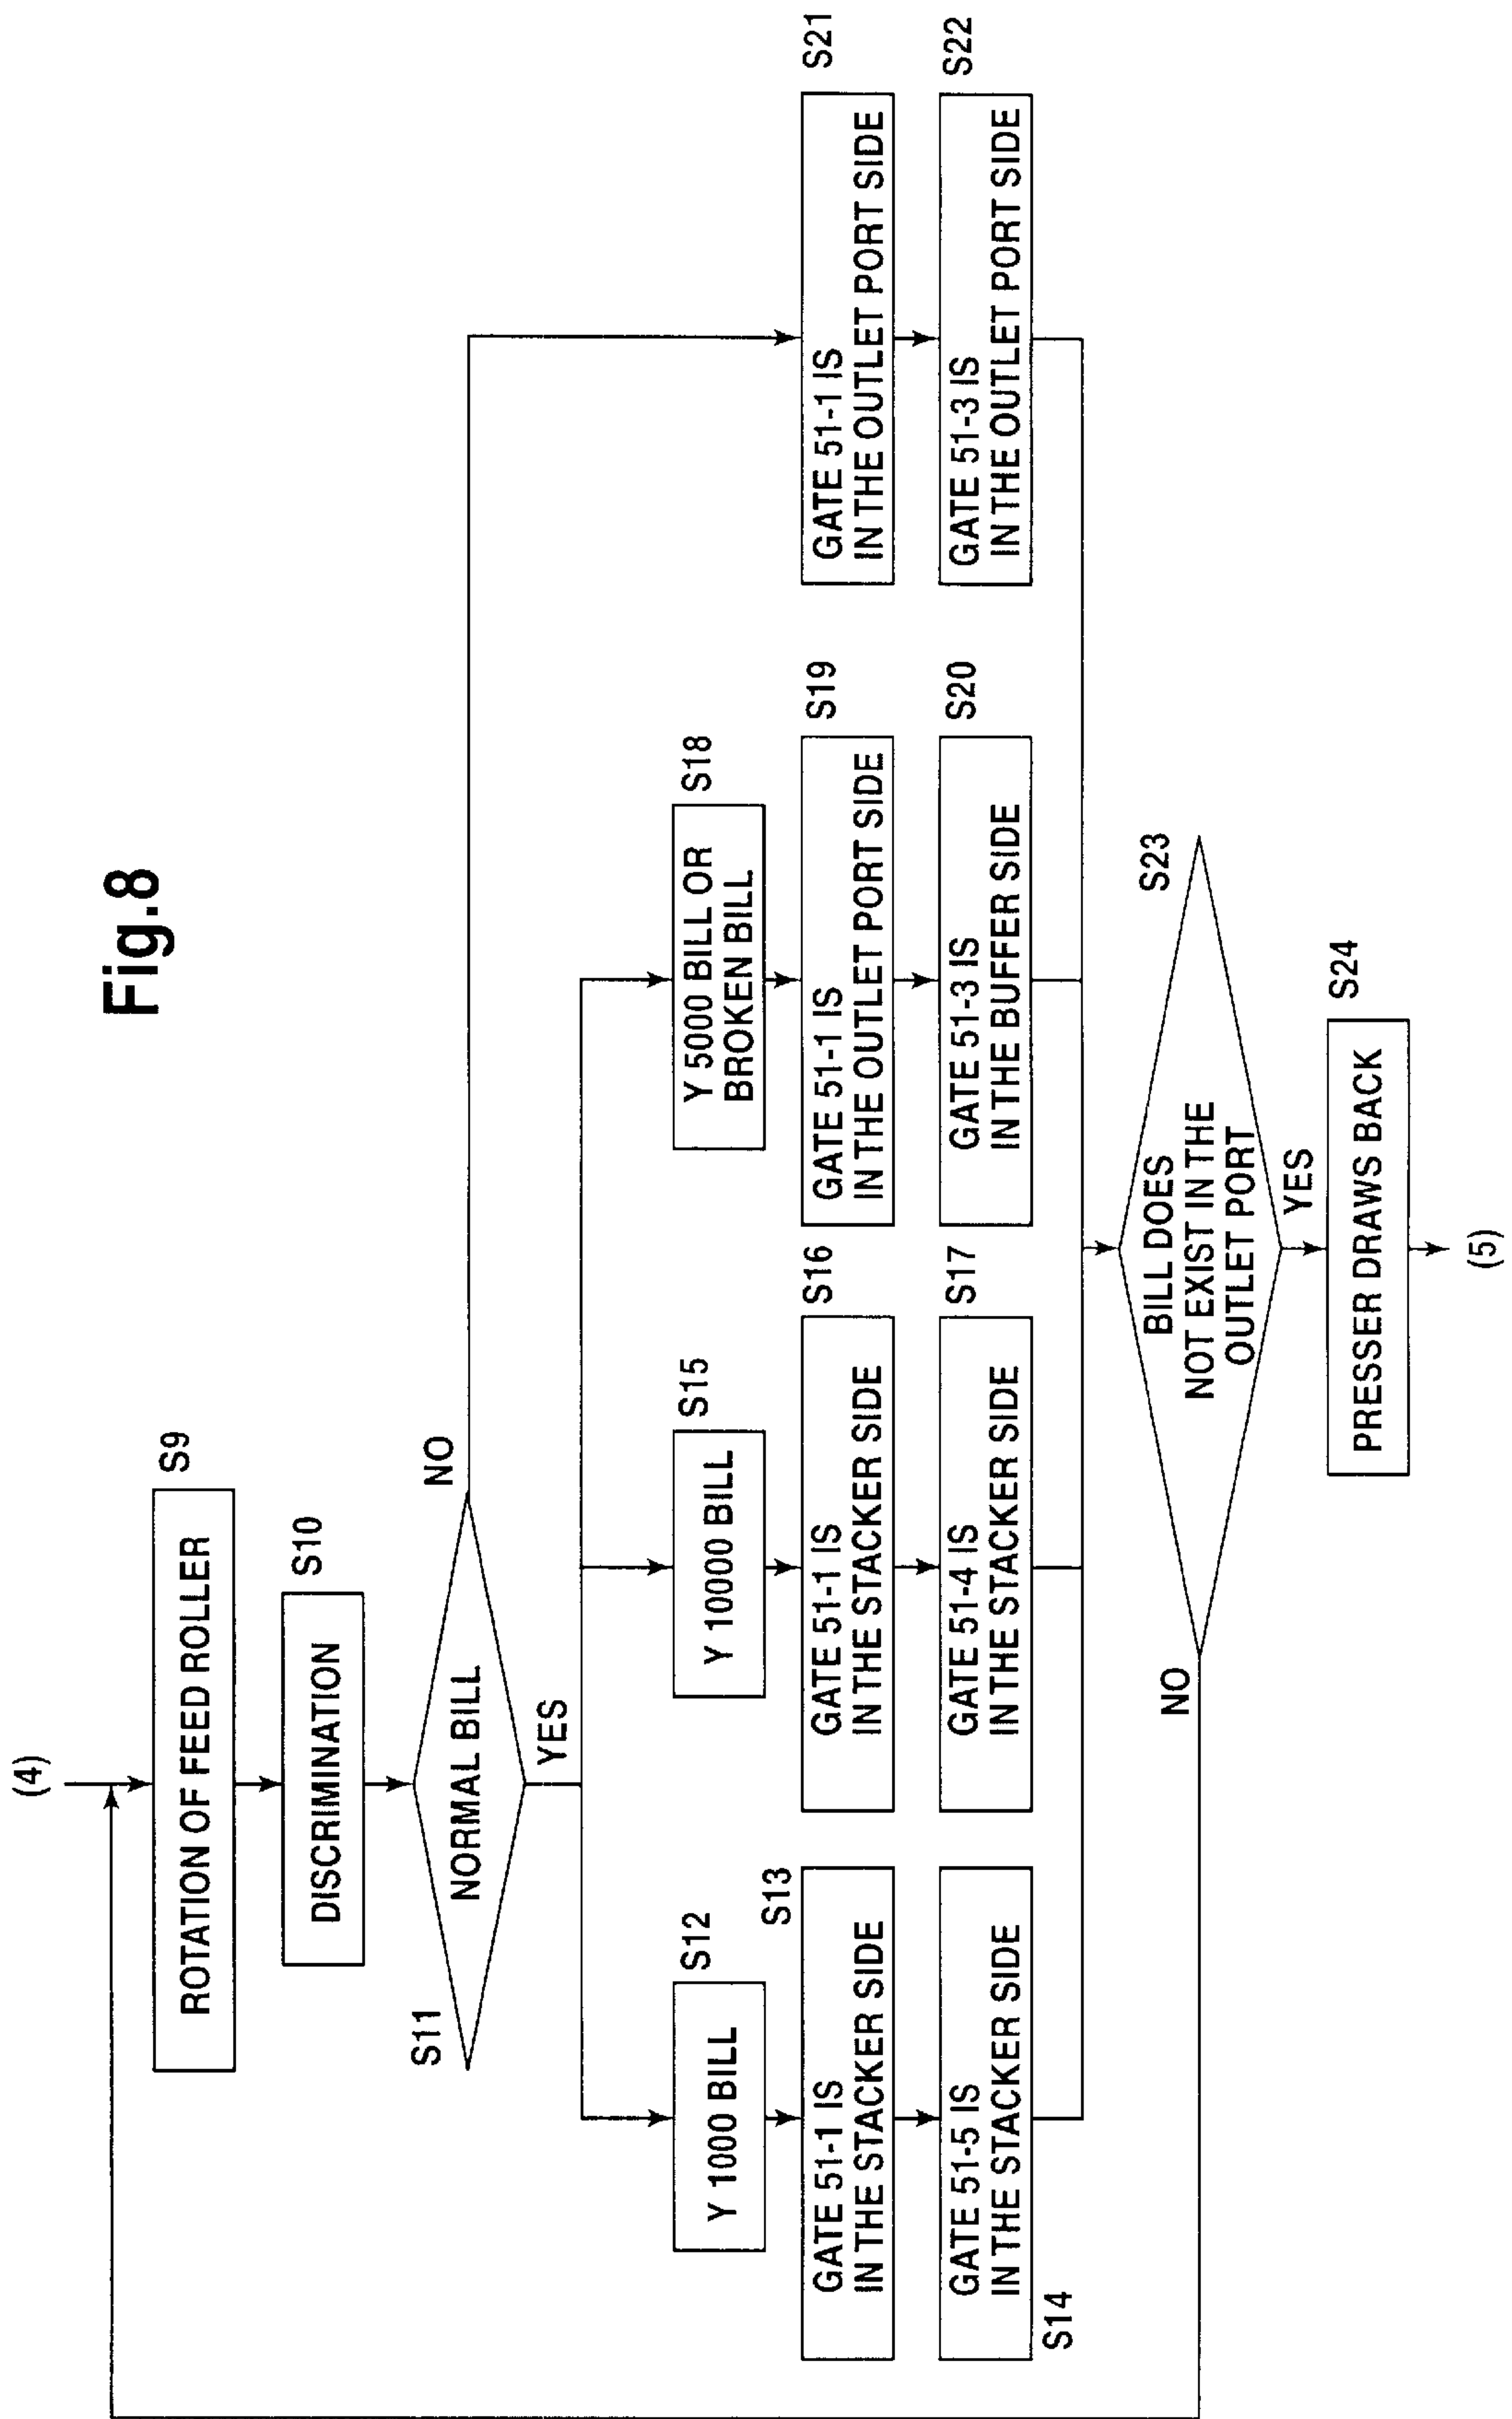 Fig.8
(4)
ROTATION OF FEED ROLLER
S9
DISCRIMINATION
S10
S11
NORMAL BILL
NO
YES
Y 1000 BILL
S12
GATE 51-1 IS
IN THE STACKER SIDE
S13
GATE 51-5 IS
IN THE STACKER SIDE
S14
Y 10000 BILL
S15
GATE 51-1 IS
IN THE STACKER SIDE
S16
GATE 51-4 IS
IN THE STACKER SIDE
S17
Y 5000 BILL OR
BROKEN BILL
S18
GATE 51-1 IS
IN THE OUTLET PORT SIDE
S19
GATE 51-3 IS
IN THE BUFFER SIDE
S20
GATE 51-1 IS
IN THE OUTLET PORT SIDE
S21
GATE 51-3 IS
IN THE OUTLET PORT SIDE
S22
BILL DOES
NOT EXIST IN THE
OUTLET PORT
S23
NO
YES
PRESSER DRAWS BACK
S24
(5)